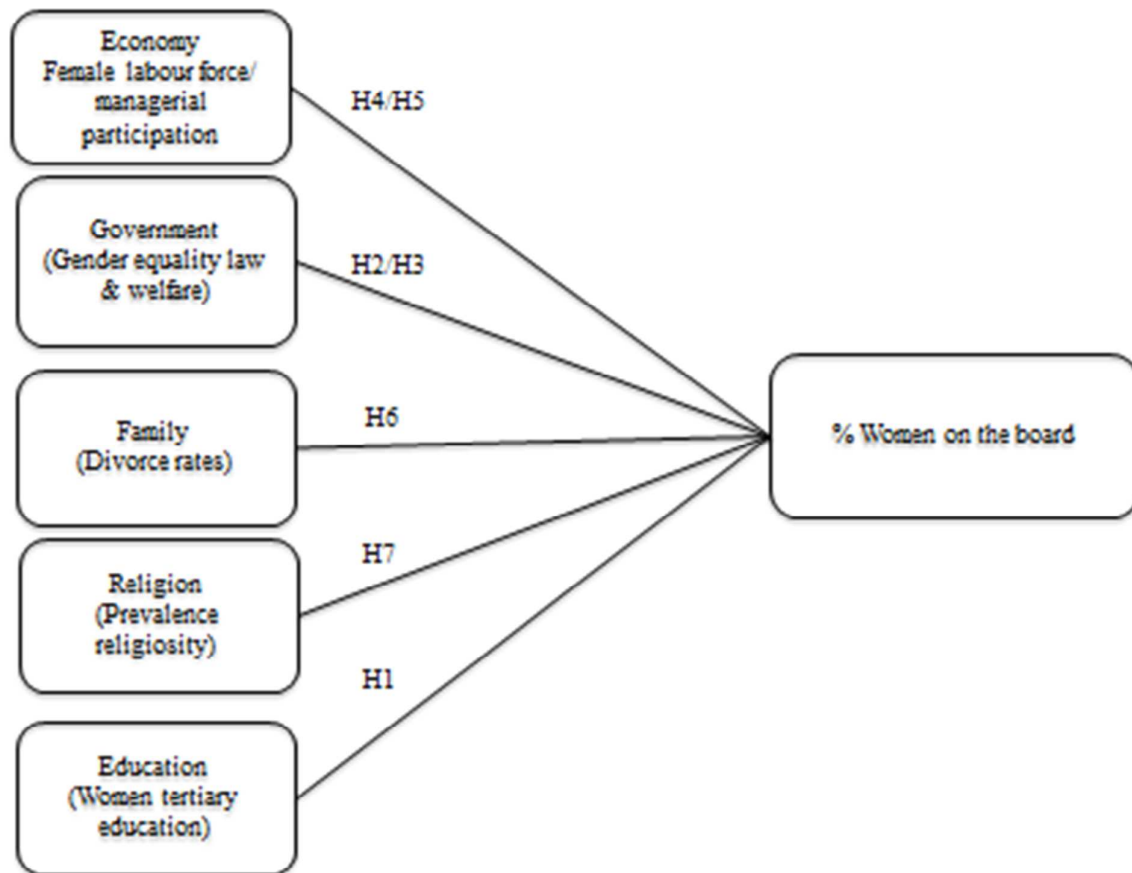 Economy
Female labour force/
managerial
participation
H4/H5
Government
(Gender equality law
& welfare)
H2/H3
Family
(Divorce rates)
H6
% Women on the board
Religion
(Prevalence
religiosity)
H7
H1
Education
(Women tertiary
education)